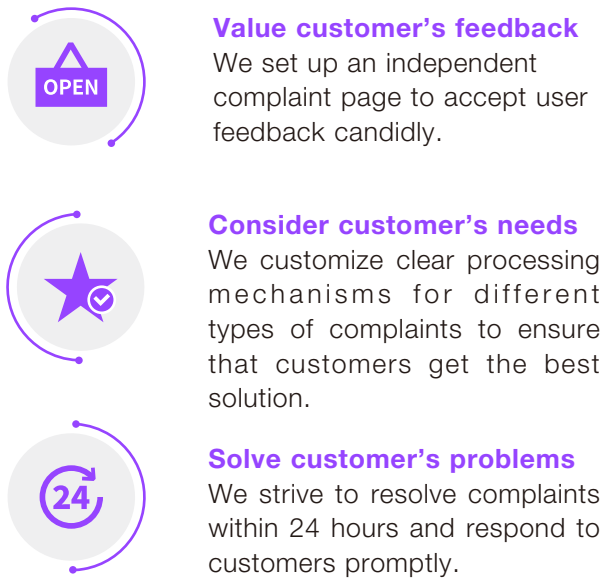 OPEN
Value customer’s feedback
We set up an independent
complaint page to accept user
feedback candidly.
Consider customer’s needs
We customize clear processing
mechanisms for different
types of complaints to ensure
that customers get the best
solution.
24
Solve customer’s problems
We strive to resolve complaints
within 24 hours and respond to
customers promptly.